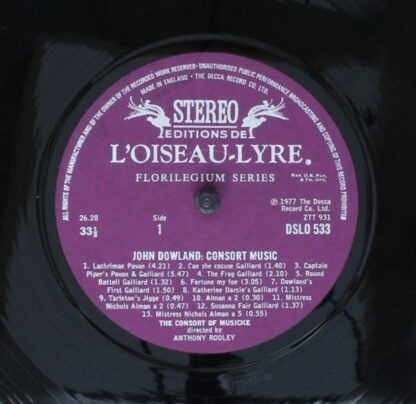 ALL RIGHTS OF THE MANUFACTURER AND OF THE OWNER OF THE RECORDED WORK RESERVED · UNAUTHORISED PUBLIC PERFORMANCE BROADCASTING AND COPYING OF THIS RECORD PROHIBITED
MADE IN ENGLAND · THE DECCA RECORD CO. LTD.
STEREO
EDITIONS DE
L'OISEAU-LYRE.
FLORILEGIUM SERIES
REG. U.S. PAT. & TM. OFF.
℗ 1977 The Decca
Record Co. Ltd.
26.28
Side
ZTT 931
33⅓
1
DSLO 533
JOHN DOWLAND: CONSORT MUSIC
1. Lachrimae Pavan (4.21) 2. Can she excuse Galliard (1.40) 3. Captain
Piper's Pavan & Galliard (5.47) 4. The Frog Galliard (2.10) 5. Round
Battell Galliard (1.32) 6. Fortune my foe (3.05) 7. Dowland's
First Galliard (1.50) 8. Katherine Darcie's Galliard (1.16)
9. Tarleton's Jigge (0.49) 10. Alman a 2 (0.30) 11. Mistress
Nichols Alman a 2 (0.47) 12. Susanna Fair Galliard (1.37)
13. Mistress Nichols Alman a 5 (0.55)
THE CONSORT OF MUSICKE
directed by
ANTHONY ROOLEY